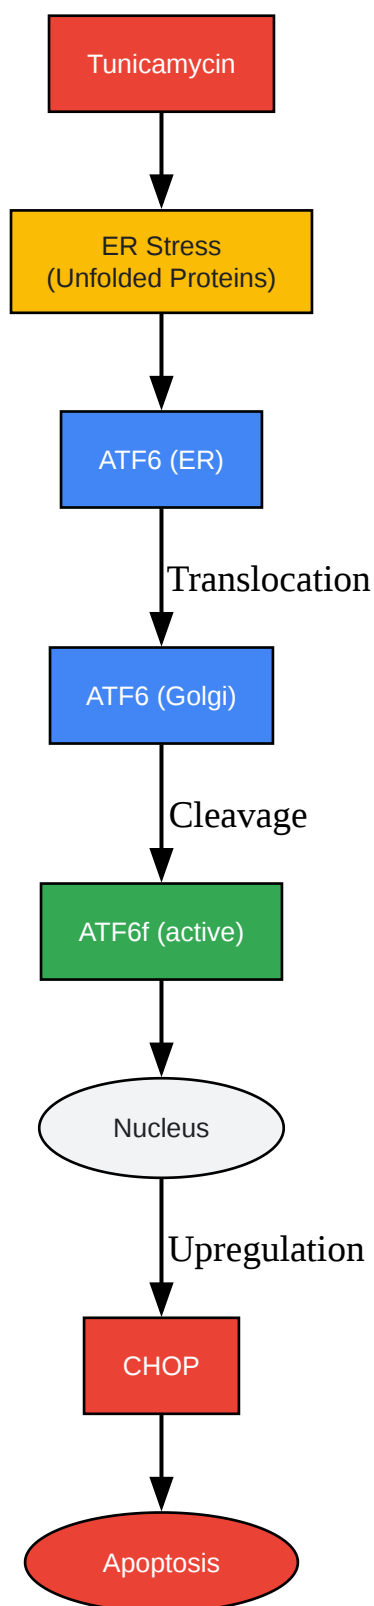 Tunicamycin
ER Stress
(Unfolded Proteins)
ATF6 (ER)
Translocation
ATF6 (Golgi)
Cleavage
ATF6f (active)
Nucleus
Upregulation
CHOP
Apoptosis